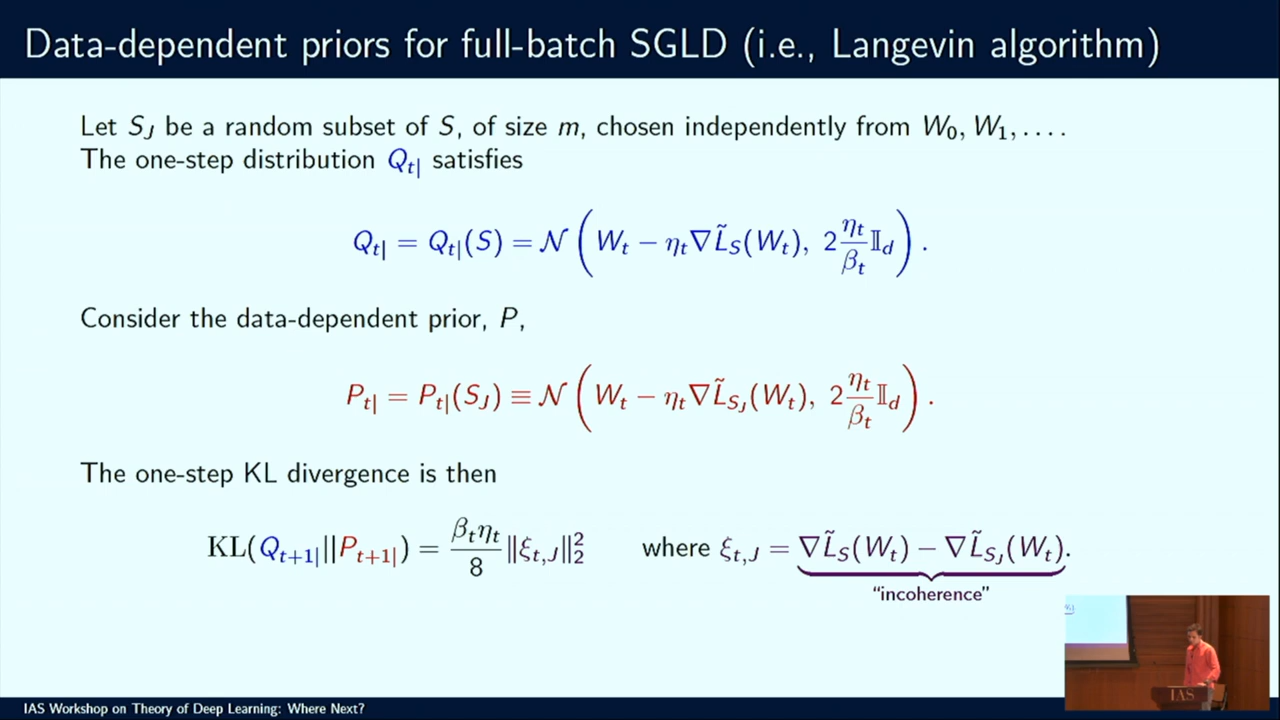 Data-dependent priors for full-batch SGLD (i.e., Langevin algorithm)
Let S_J be a random subset of S, of size m, chosen independently from W_0, W_1, . . . .
The one-step distribution Q_{t|} satisfies
Q_{t|} = Q_{t|}(S) = 𝒩 ( W_t − η_t∇L̃_S(W_t), 2 η_t/β_t 𝕀_d ) .
Consider the data-dependent prior, P,
P_{t|} = P_{t|}(S_J) ≡ 𝒩 ( W_t − η_t∇L̃_{S_J}(W_t), 2 η_t/β_t 𝕀_d ) .
The one-step KL divergence is then
KL(Q_{t+1|}||P_{t+1|}) = β_tη_t/8 ‖ξ_{t,J}‖_2^2 where ξ_{t,J} = ∇L̃_S(W_t) − ∇L̃_{S_J}(W_t).
“incoherence”
IAS
IAS Workshop on Theory of Deep Learning: Where Next?